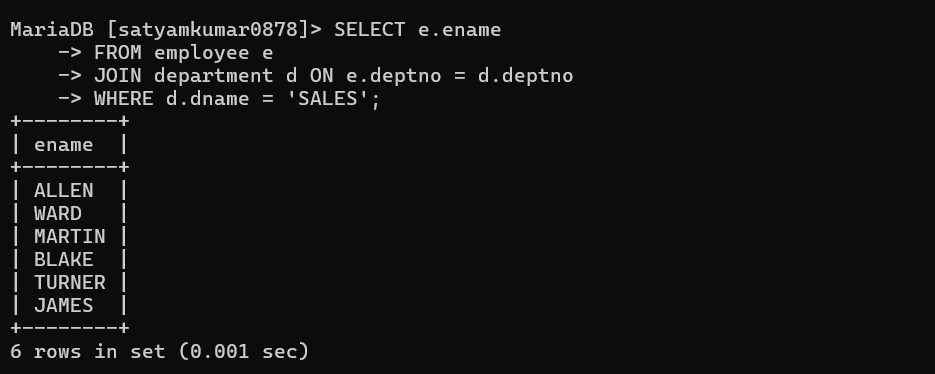 MariaDB [satyamkumar0878]> SELECT e.ename
    -> FROM employee e
    -> JOIN department d ON e.deptno = d.deptno
    -> WHERE d.dname = 'SALES';
+--------+
| ename  |
+--------+
| ALLEN  |
| WARD   |
| MARTIN |
| BLAKE  |
| TURNER |
| JAMES  |
+--------+
6 rows in set (0.001 sec)